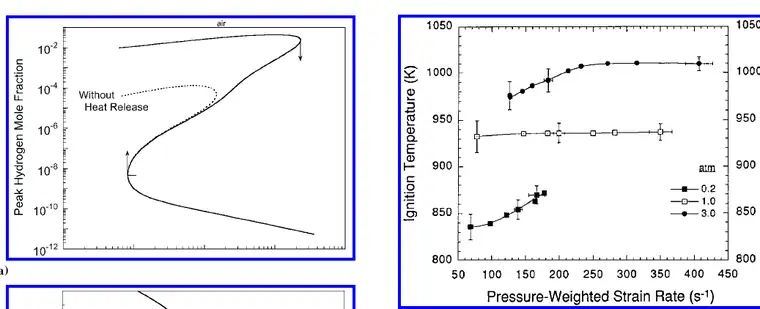 air
10-2
10-4
10-6
10-8
10-10
10-12
Peak Hydrogen Mole Fraction
Without
Heat Release
a)
1050
1000
950
900
850
800
Ignition Temperature (K)
1050
1000
950
900
850
800
atm
0.2
1.0
3.0
50 100 150 200 250 300 350 400 450
Pressure-Weighted Strain Rate (s-1)